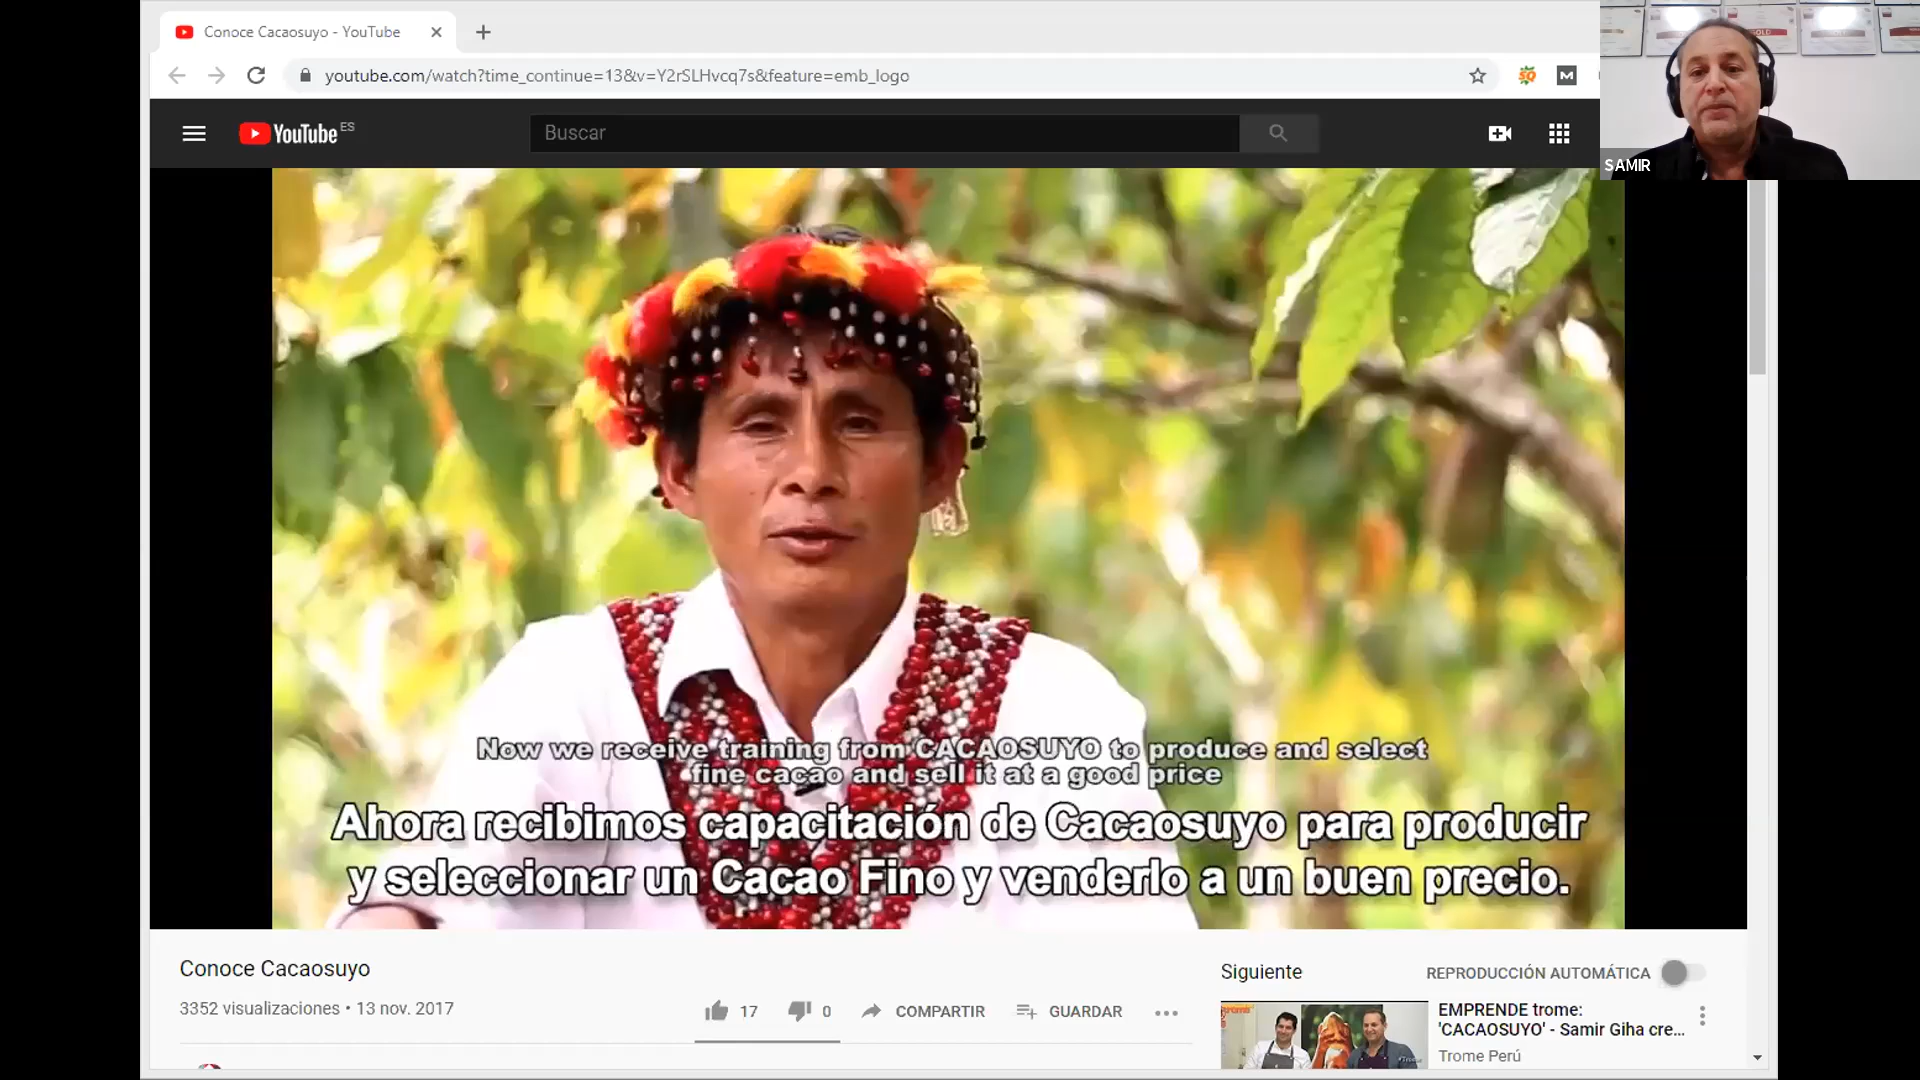 Conoce Cacaosuyo - YouTube
youtube.com/watch?time_continue=13&v=Y2rSLHvcq7s&feature=emb_logo
SQ
M
YouTube ES
Buscar
GOLD
SAMIR
Now we receive training from CACAOSUYO to produce and select
fine cacao and sell it at a good price
Ahora recibimos capacitación de Cacaosuyo para producir
y seleccionar un Cacao Fino y venderlo a un buen precio.
Conoce Cacaosuyo
3352 visualizaciones • 13 nov. 2017
17
0
COMPARTIR
GUARDAR
Siguiente
REPRODUCCIÓN AUTOMÁTICA
EMPRENDE trome:
'CACAOSUYO' - Samir Giha cre...
Trome Perú